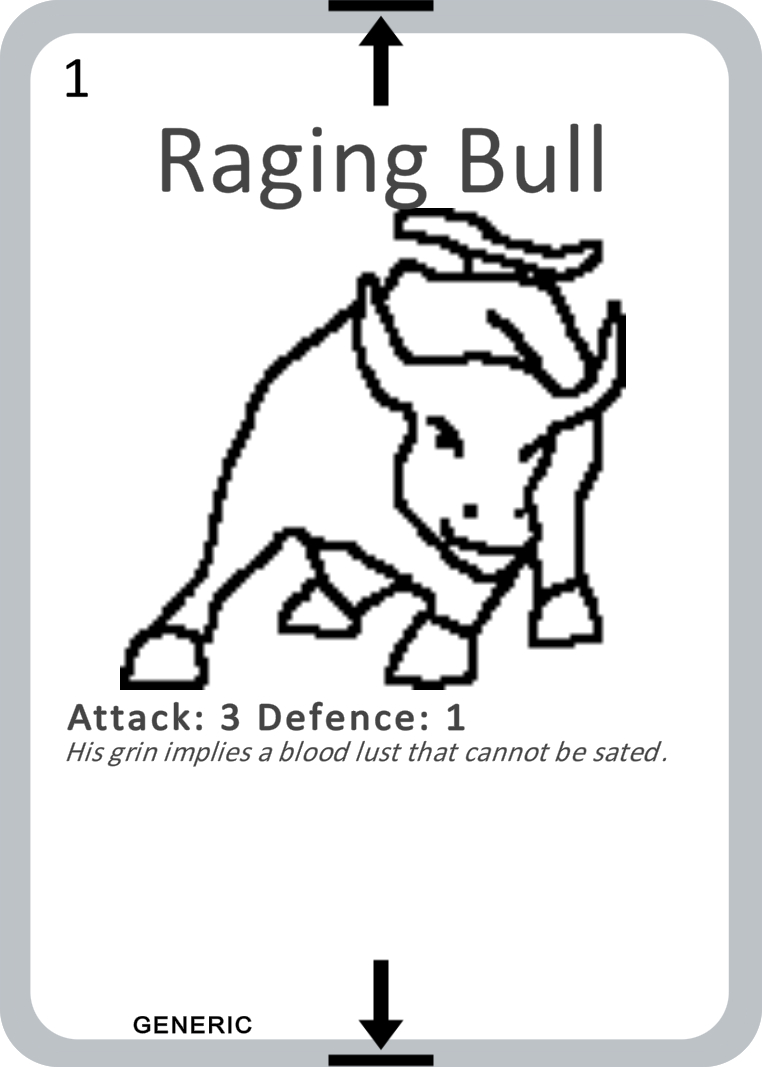 1
Raging Bull
Attack: 3 Defence: 1
His grin implies a blood lust that cannot be sated.
GENERIC